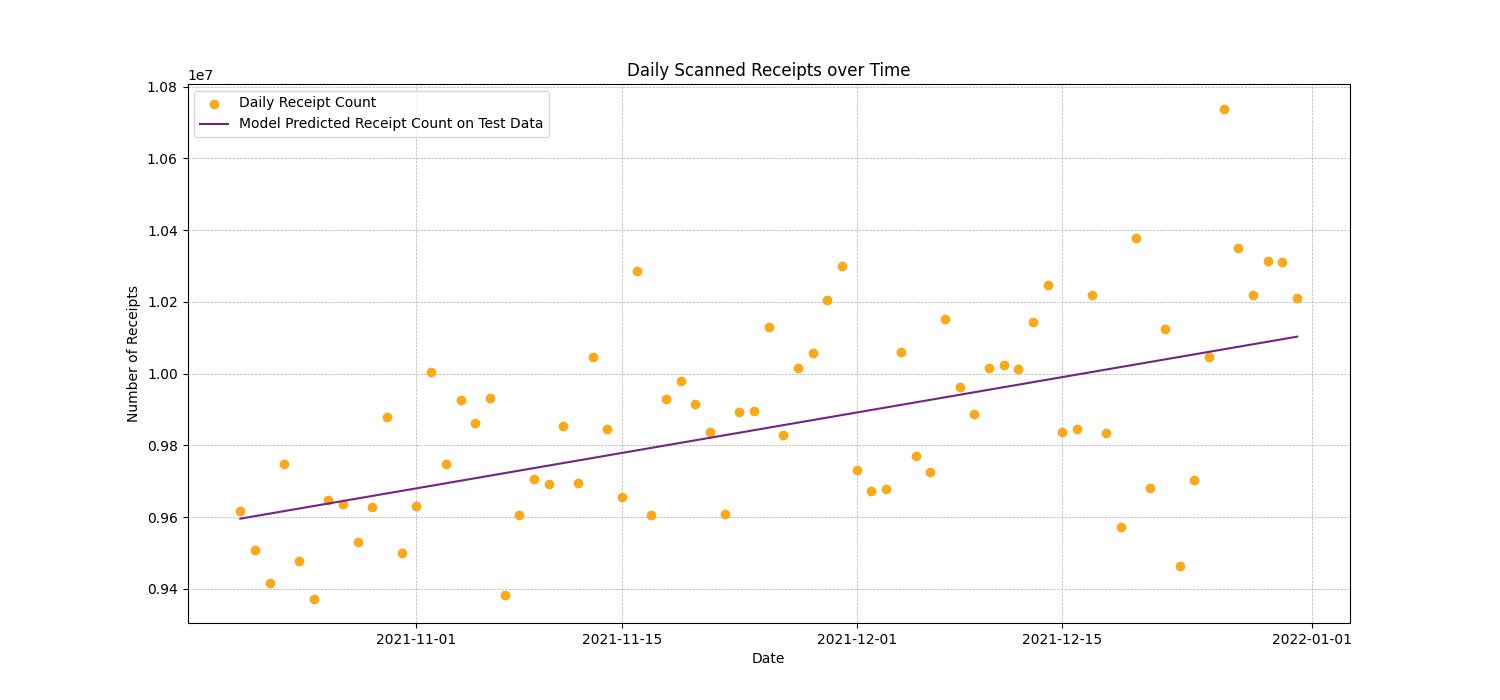 Daily Scanned Receipts over Time
1e7
Daily Receipt Count
Model Predicted Receipt Count on Test Data
1.08
1.06
1.04
1.02
1.00
0.98
0.96
0.94
Number of Receipts
2021-11-01 2021-11-15 2021-12-01 2021-12-15 2022-01-01
Date